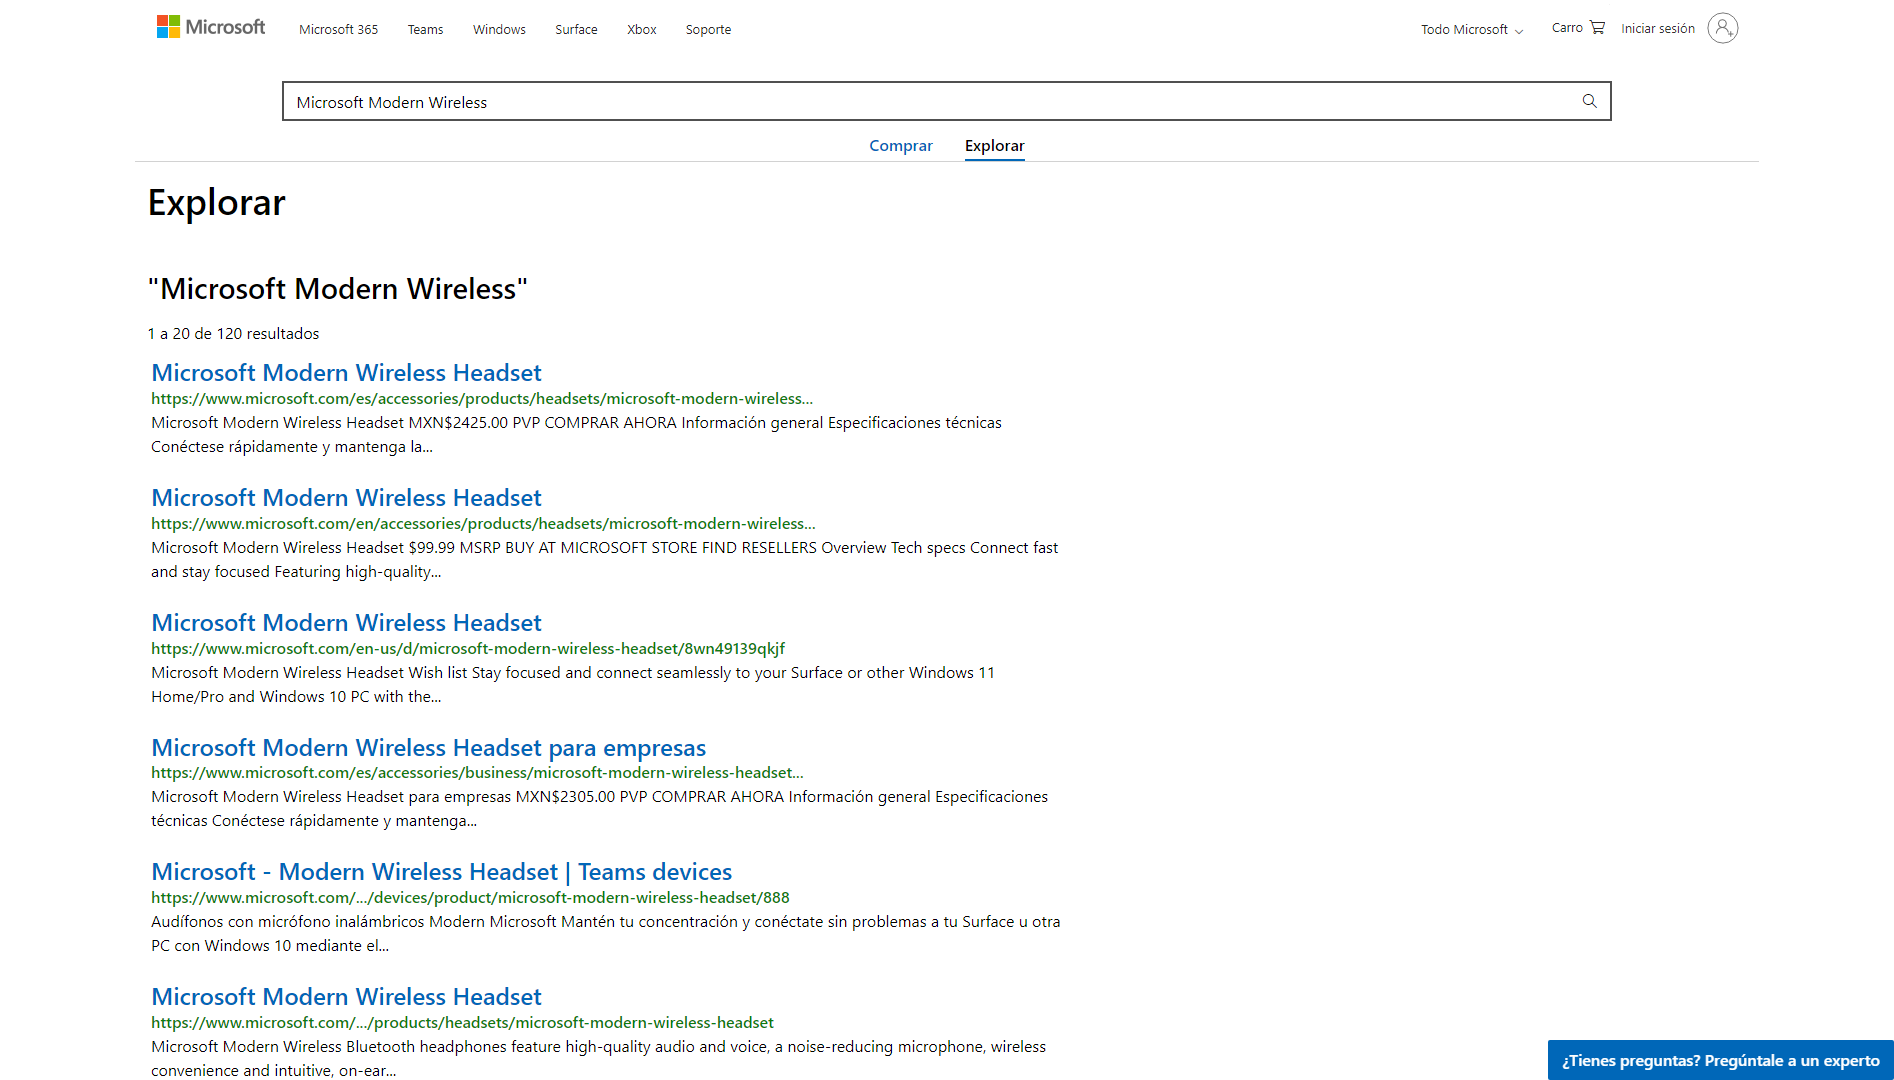 Microsoft
Microsoft 365
Teams
Windows
Surface
Xbox
Soporte
Todo Microsoft
Carro
Iniciar sesión
Microsoft Modern Wireless
Comprar
Explorar
Explorar
"Microsoft Modern Wireless"
1 a 20 de 120 resultados
Microsoft Modern Wireless Headset
https://www.microsoft.com/es/accessories/products/headsets/microsoft-modern-wireless...
Microsoft Modern Wireless Headset MXN$2425.00 PVP COMPRAR AHORA Información general Especificaciones técnicas
Conéctese rápidamente y mantenga la...
Microsoft Modern Wireless Headset
https://www.microsoft.com/en/accessories/products/headsets/microsoft-modern-wireless...
Microsoft Modern Wireless Headset $99.99 MSRP BUY AT MICROSOFT STORE FIND RESELLERS Overview Tech specs Connect fast
and stay focused Featuring high-quality...
Microsoft Modern Wireless Headset
https://www.microsoft.com/en-us/d/microsoft-modern-wireless-headset/8wn49139qkjf
Microsoft Modern Wireless Headset Wish list Stay focused and connect seamlessly to your Surface or other Windows 11
Home/Pro and Windows 10 PC with the...
Microsoft Modern Wireless Headset para empresas
https://www.microsoft.com/es/accessories/business/microsoft-modern-wireless-headset...
Microsoft Modern Wireless Headset para empresas MXN$2305.00 PVP COMPRAR AHORA Información general Especificaciones
técnicas Conéctese rápidamente y mantenga...
Microsoft - Modern Wireless Headset | Teams devices
https://www.microsoft.com/.../devices/product/microsoft-modern-wireless-headset/888
Audífonos con micrófono inalámbricos Modern Microsoft Mantén tu concentración y conéctate sin problemas a tu Surface u otra
PC con Windows 10 mediante el...
Microsoft Modern Wireless Headset
https://www.microsoft.com/.../products/headsets/microsoft-modern-wireless-headset
Microsoft Modern Wireless Bluetooth headphones feature high-quality audio and voice, a noise-reducing microphone, wireless
convenience and intuitive, on-ear...
¿Tienes preguntas? Pregúntale a un experto